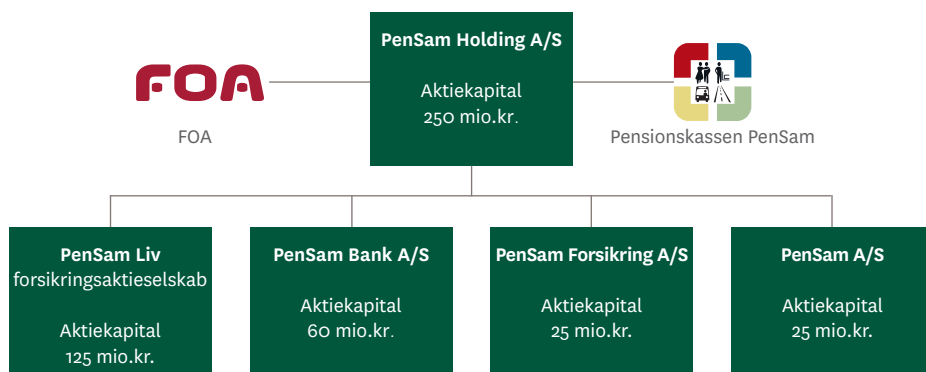 PenSam Holding A/S
Aktiekapital
250 mio.kr.
FOA
FOA
Pensionskassen PenSam
PenSam Liv
forsikringsaktieselskab
Aktiekapital
125 mio.kr.
PenSam Bank A/S
Aktiekapital
60 mio.kr.
PenSam Forsikring A/S
Aktiekapital
25 mio.kr.
PenSam A/S
Aktiekapital
25 mio.kr.